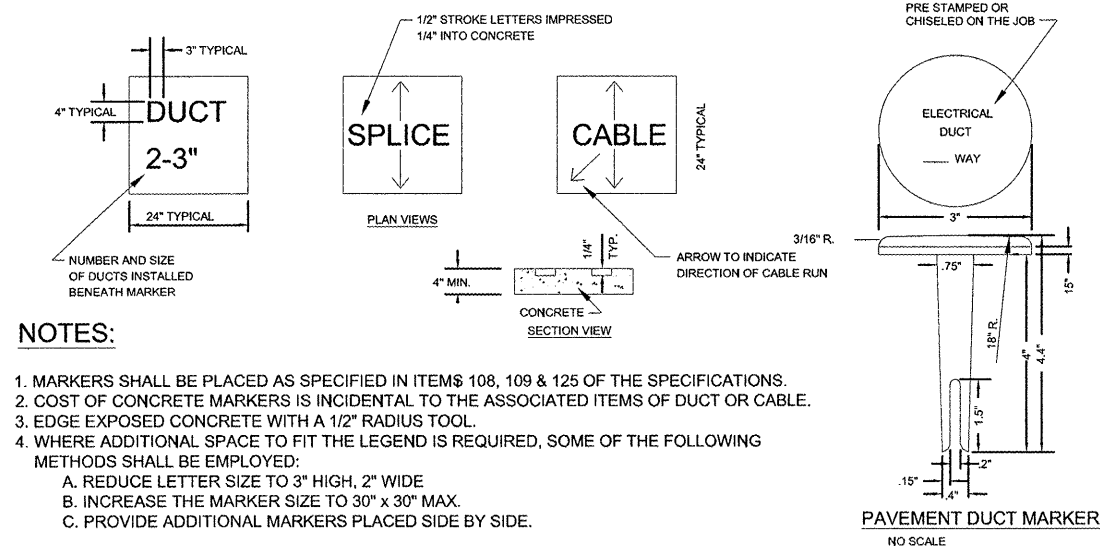 1/2" STROKE LETTERS IMPRESSED
1/4" INTO CONCRETE
PRE STAMPED OR
CHISELED ON THE JOB
3" TYPICAL
4" TYPICAL
DUCT
2-3"
24" TYPICAL
NUMBER AND SIZE
OF DUCTS INSTALLED
BENEATH MARKER
SPLICE
PLAN VIEWS
CABLE
24" TYPICAL
ARROW TO INDICATE
DIRECTION OF CABLE RUN
1/4"
TYP.
4" MIN.
CONCRETE
SECTION VIEW
ELECTRICAL
DUCT
___ WAY
3"
3/16" R.
.75"
.15"
18" R.
4"
4.4"
1.5"
.2"
.15"
.4"
PAVEMENT DUCT MARKER
NO SCALE
NOTES:
1. MARKERS SHALL BE PLACED AS SPECIFIED IN ITEM$ 108, 109 & 125 OF THE SPECIFICATIONS.
2. COST OF CONCRETE MARKERS IS INCIDENTAL TO THE ASSOCIATED ITEMS OF DUCT OR CABLE.
3. EDGE EXPOSED CONCRETE WITH A 1/2" RADIUS TOOL.
4. WHERE ADDITIONAL SPACE TO FIT THE LEGEND IS REQUIRED, SOME OF THE FOLLOWING
METHODS SHALL BE EMPLOYED:
A. REDUCE LETTER SIZE TO 3" HIGH, 2" WIDE
B. INCREASE THE MARKER SIZE TO 30" x 30" MAX.
C. PROVIDE ADDITIONAL MARKERS PLACED SIDE BY SIDE.